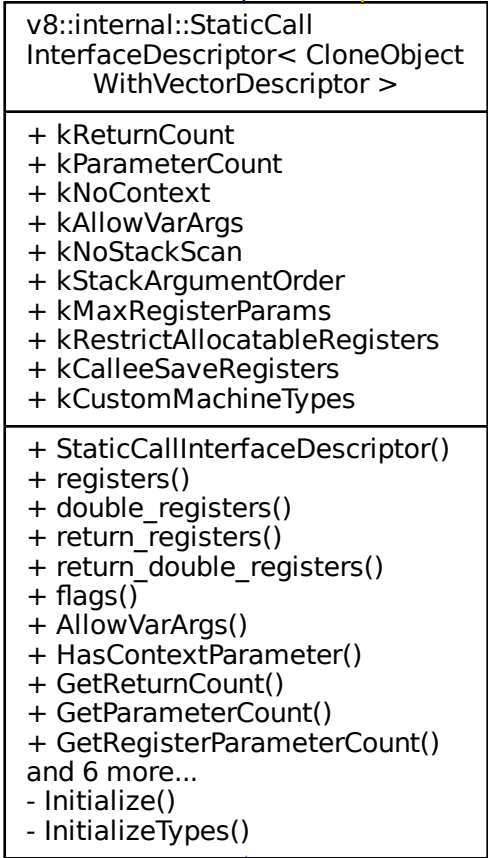 v8::internal::StaticCall
InterfaceDescriptor< CloneObject
WithVectorDescriptor >
+ kReturnCount
+ kParameterCount
+ kNoContext
+ kAllowVarArgs
+ kNoStackScan
+ kStackArgumentOrder
+ kMaxRegisterParams
+ kRestrictAllocatableRegisters
+ kCalleeSaveRegisters
+ kCustomMachineTypes
+ StaticCallInterfaceDescriptor()
+ registers()
+ double_registers()
+ return_registers()
+ return_double_registers()
+ flags()
+ AllowVarArgs()
+ HasContextParameter()
+ GetReturnCount()
+ GetParameterCount()
+ GetRegisterParameterCount()
and 6 more...
- Initialize()
- InitializeTypes()